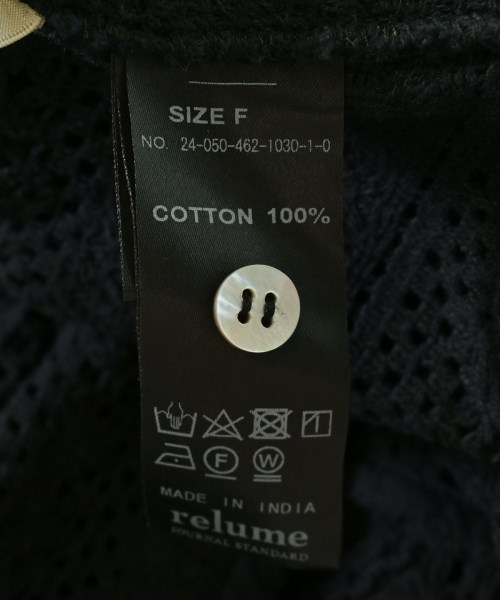 SIZE F
NO. 24-050-462-1030-1-0
COTTON 100%
F W
MADE IN INDIA
relume
JOURNAL STANDARD